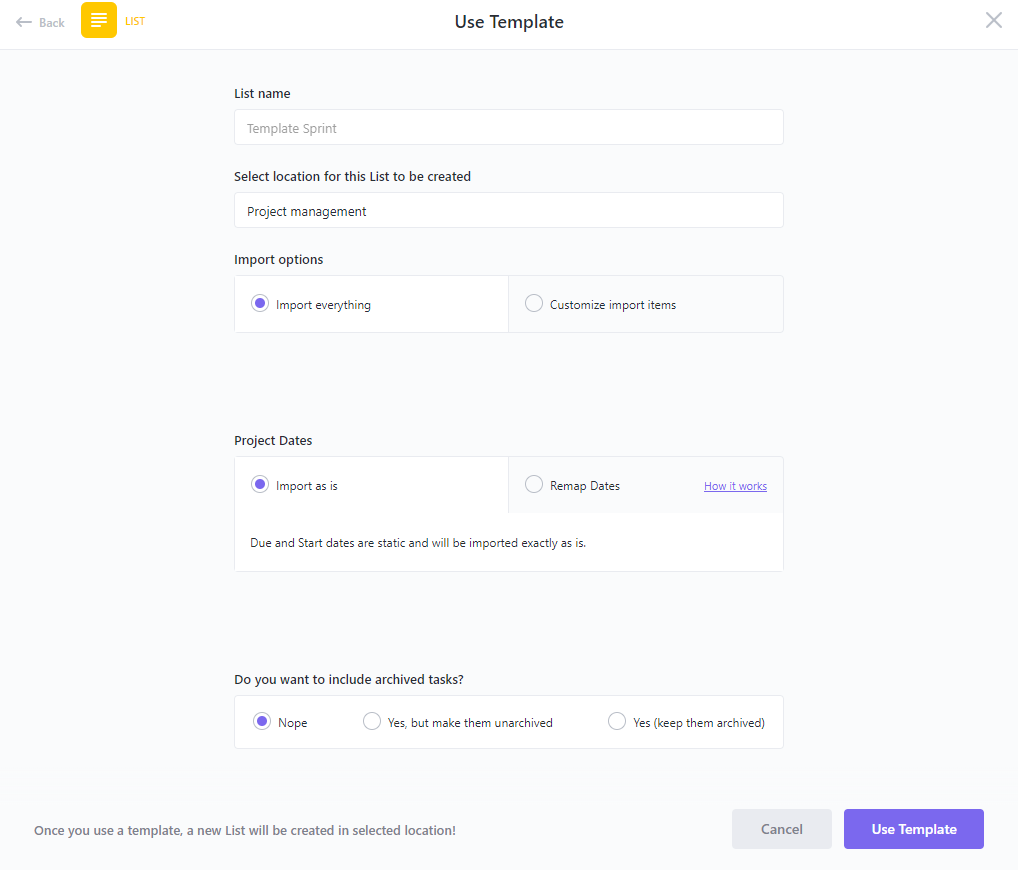 Back
LIST
Use Template
List name
Template Sprint
Select location for this List to be created
Project management
Import options
Import everything
Customize import items
Project Dates
Import as is
Remap Dates
How it works
Due and Start dates are static and will be imported exactly as is.
Do you want to include archived tasks?
Nope
Yes, but make them unarchived
Yes (keep them archived)
Once you use a template, a new List will be created in selected location!
Cancel
Use Template